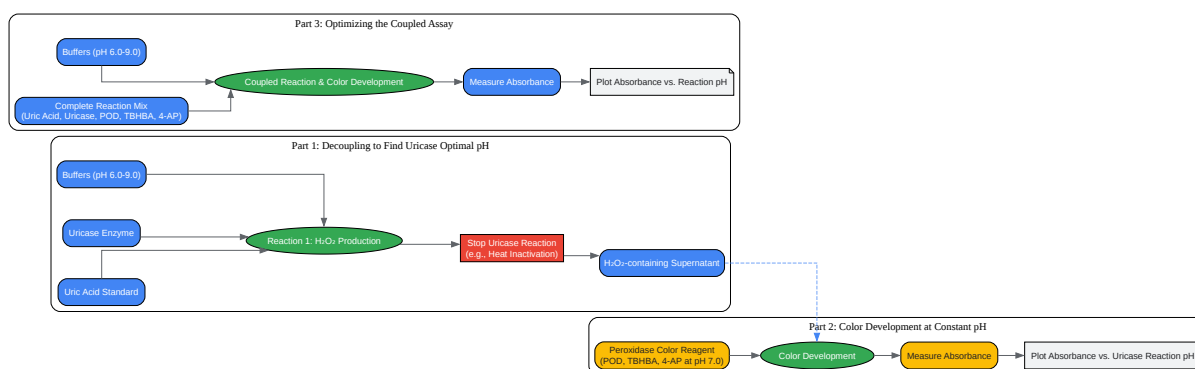 Part 3: Optimizing the Coupled Assay
Buffers (pH 6.0-9.0)
Coupled Reaction & Color Development
Measure Absorbance
Plot Absorbance vs. Reaction pH
Complete Reaction Mix
(Uric Acid, Uricase, POD, TBHBA, 4-AP)
Part 1: Decoupling to Find Uricase Optimal pH
Buffers (pH 6.0-9.0)
Uricase Enzyme
Reaction 1: H₂O₂ Production
Stop Uricase Reaction
(e.g., Heat Inactivation)
H₂O₂-containing Supernatant
Uric Acid Standard
Part 2: Color Development at Constant pH
Peroxidase Color Reagent
(POD, TBHBA, 4-AP at pH 7.0)
Color Development
Measure Absorbance
Plot Absorbance vs. Uricase Reaction pH